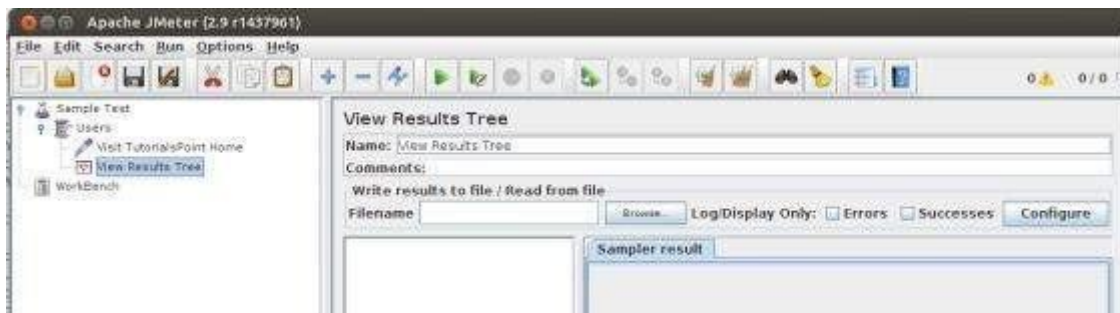 Apache JMeter (2.9 r1437961)
File Edit Search Run Options Help
0 0 / 0
Sample Test
Users
Visit TutorialsPoint Home
View Results Tree
WorkBench
View Results Tree
Name: View Results Tree
Comments:
Write results to file / Read from file
Filename Browse... Log/Display Only: Errors Successes Configure
Sampler result